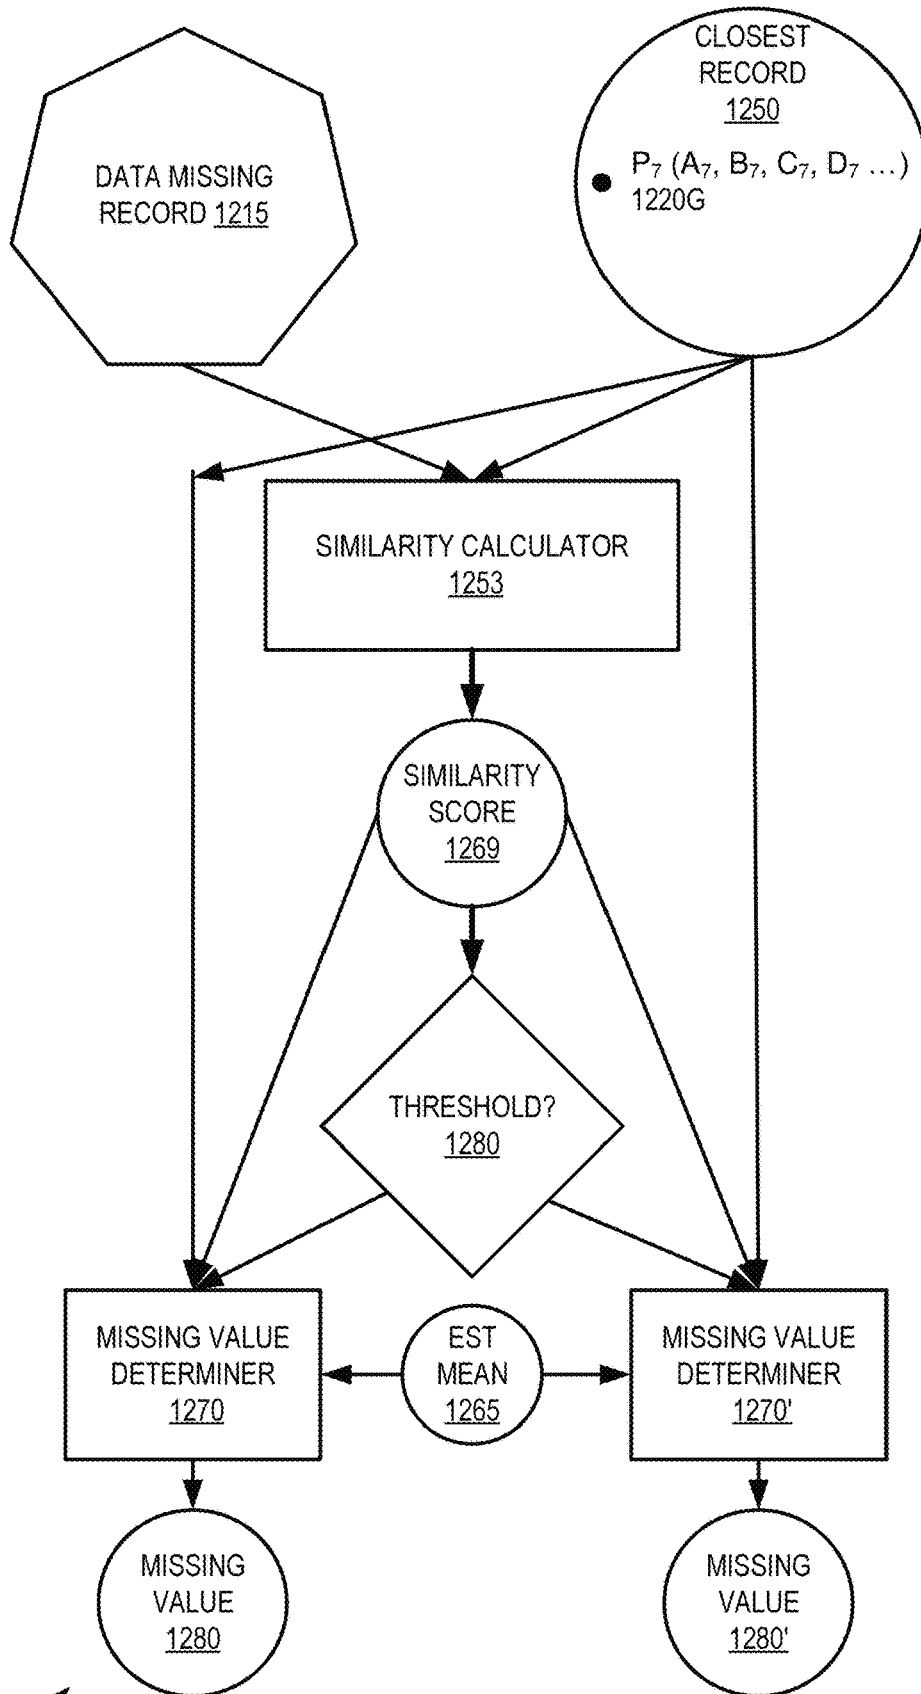 CLOSEST
RECORD
1250
P₇ (A₇, B₇, C₇, D₇ ...)
1220G
DATA MISSING
RECORD 1215
SIMILARITY CALCULATOR
1253
SIMILARITY
SCORE
1269
THRESHOLD?
1280
MISSING VALUE
DETERMINER
1270
EST
MEAN
1265
MISSING VALUE
DETERMINER
1270'
MISSING
VALUE
1280
MISSING
VALUE
1280'